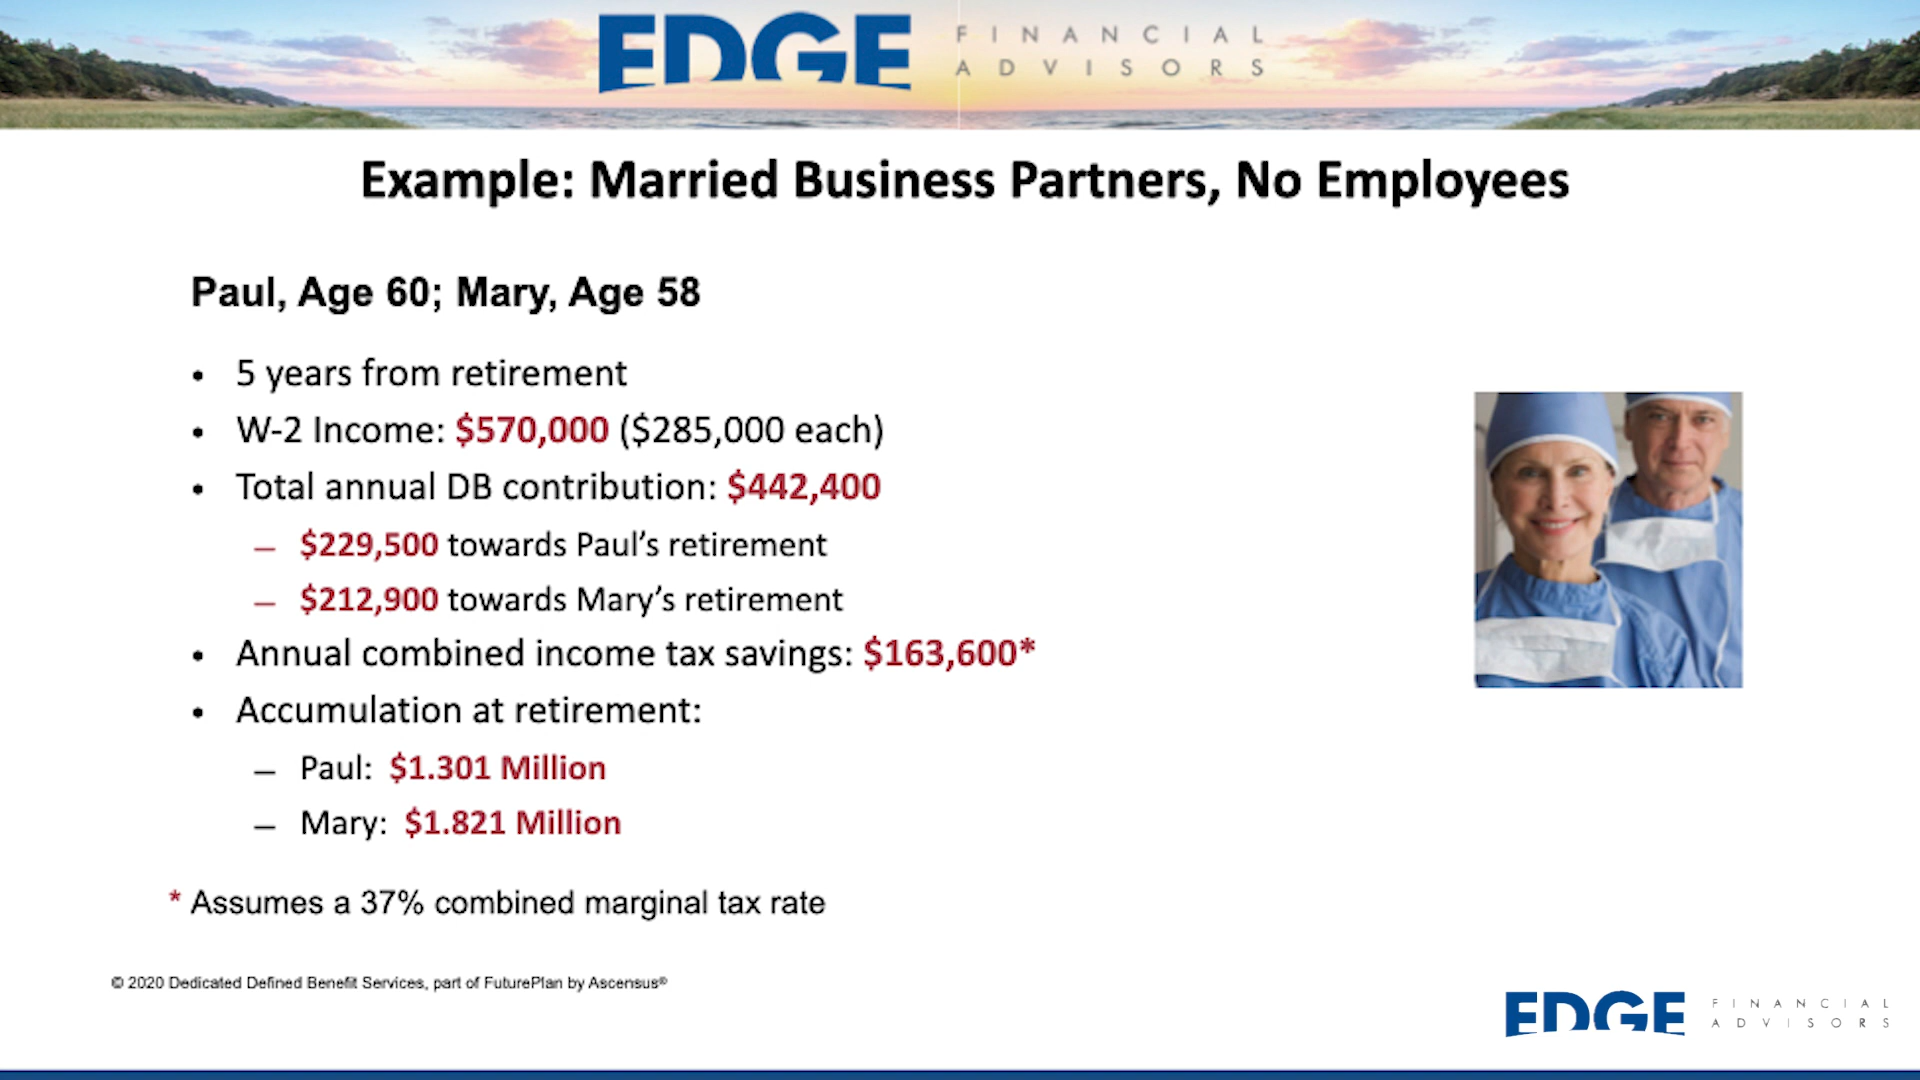 EDGE FINANCIAL ADVISORS
Example: Married Business Partners, No Employees
Paul, Age 60; Mary, Age 58
• 5 years from retirement
• W-2 Income: $570,000 ($285,000 each)
• Total annual DB contribution: $442,400
– $229,500 towards Paul’s retirement
– $212,900 towards Mary’s retirement
• Annual combined income tax savings: $163,600*
• Accumulation at retirement:
– Paul: $1.301 Million
– Mary: $1.821 Million
* Assumes a 37% combined marginal tax rate
© 2020 Dedicated Defined Benefit Services, part of FuturePlan by Ascensus®
EDGE FINANCIAL ADVISORS